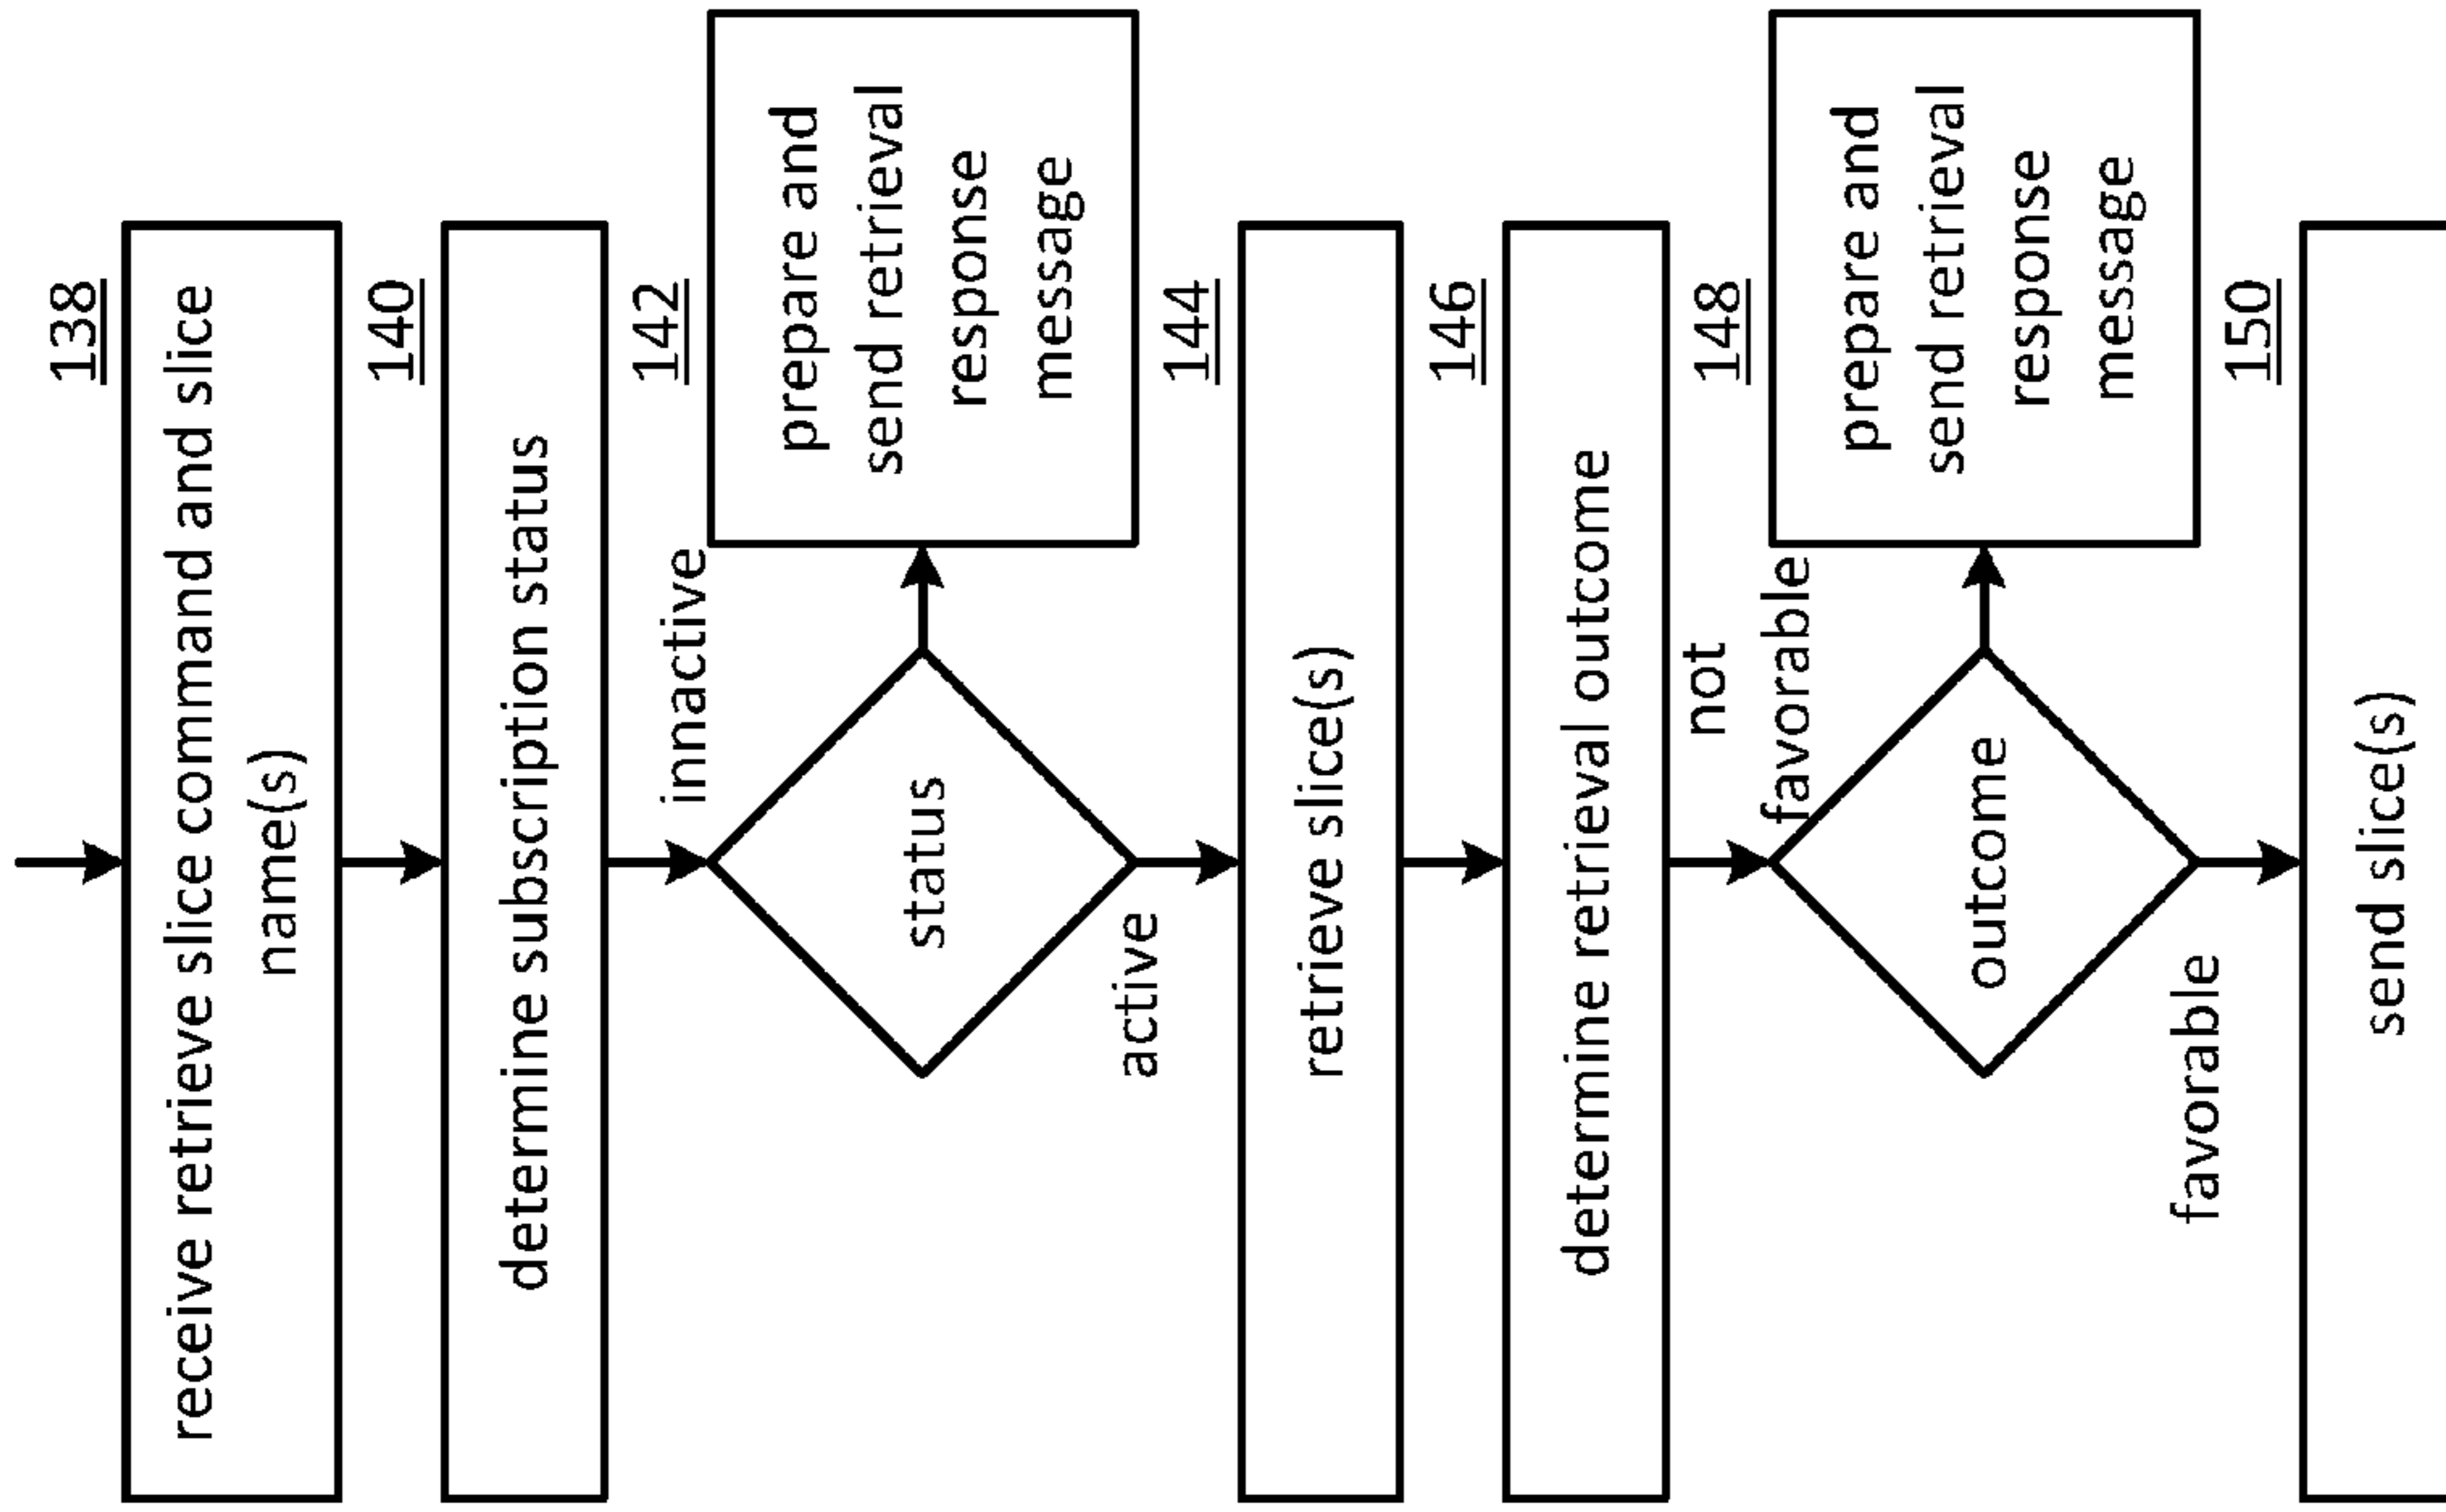 138
receive retrieve slice command and slice
name(s)
140
determine subscription status
innactive
142
status
prepare and
send retrieval
response
message
active
144
retrieve slice(s)
146
determine retrieval outcome
not
favorable
148
outcome
prepare and
send retrieval
response
message
favorable
150
send slice(s)